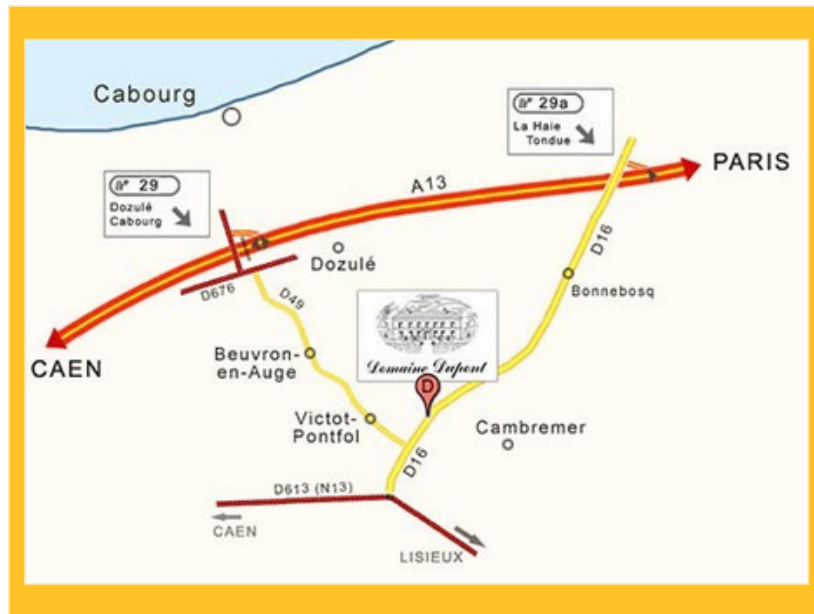 Cabourg
n° 29a
La Haie
Tondue
PARIS
A13
n° 29
Dozulé
Cabourg
D16
Dozulé
D676
D49
Bonnebosq
CAEN
Beuvron-
en-Auge
Domaine Dupont
D
Victot-
Pontfol
Cambremer
D16
D613 (N13)
CAEN
LISIEUX